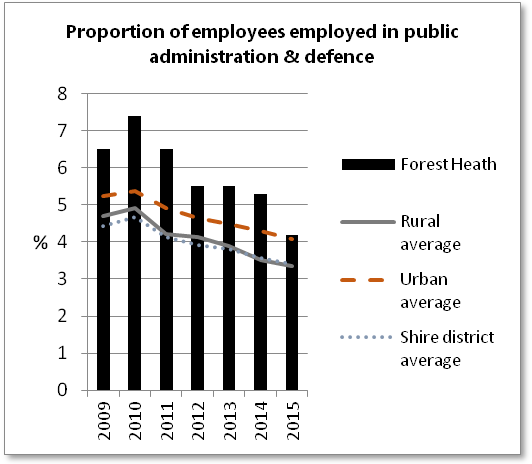 Proportion of employees employed in public
administration & defence
8
7
6
5
4
3
2
1
0
%
2009
2010
2011
2012
2013
2014
2015
Forest Heath
Rural
average
Urban
average
Shire district
average